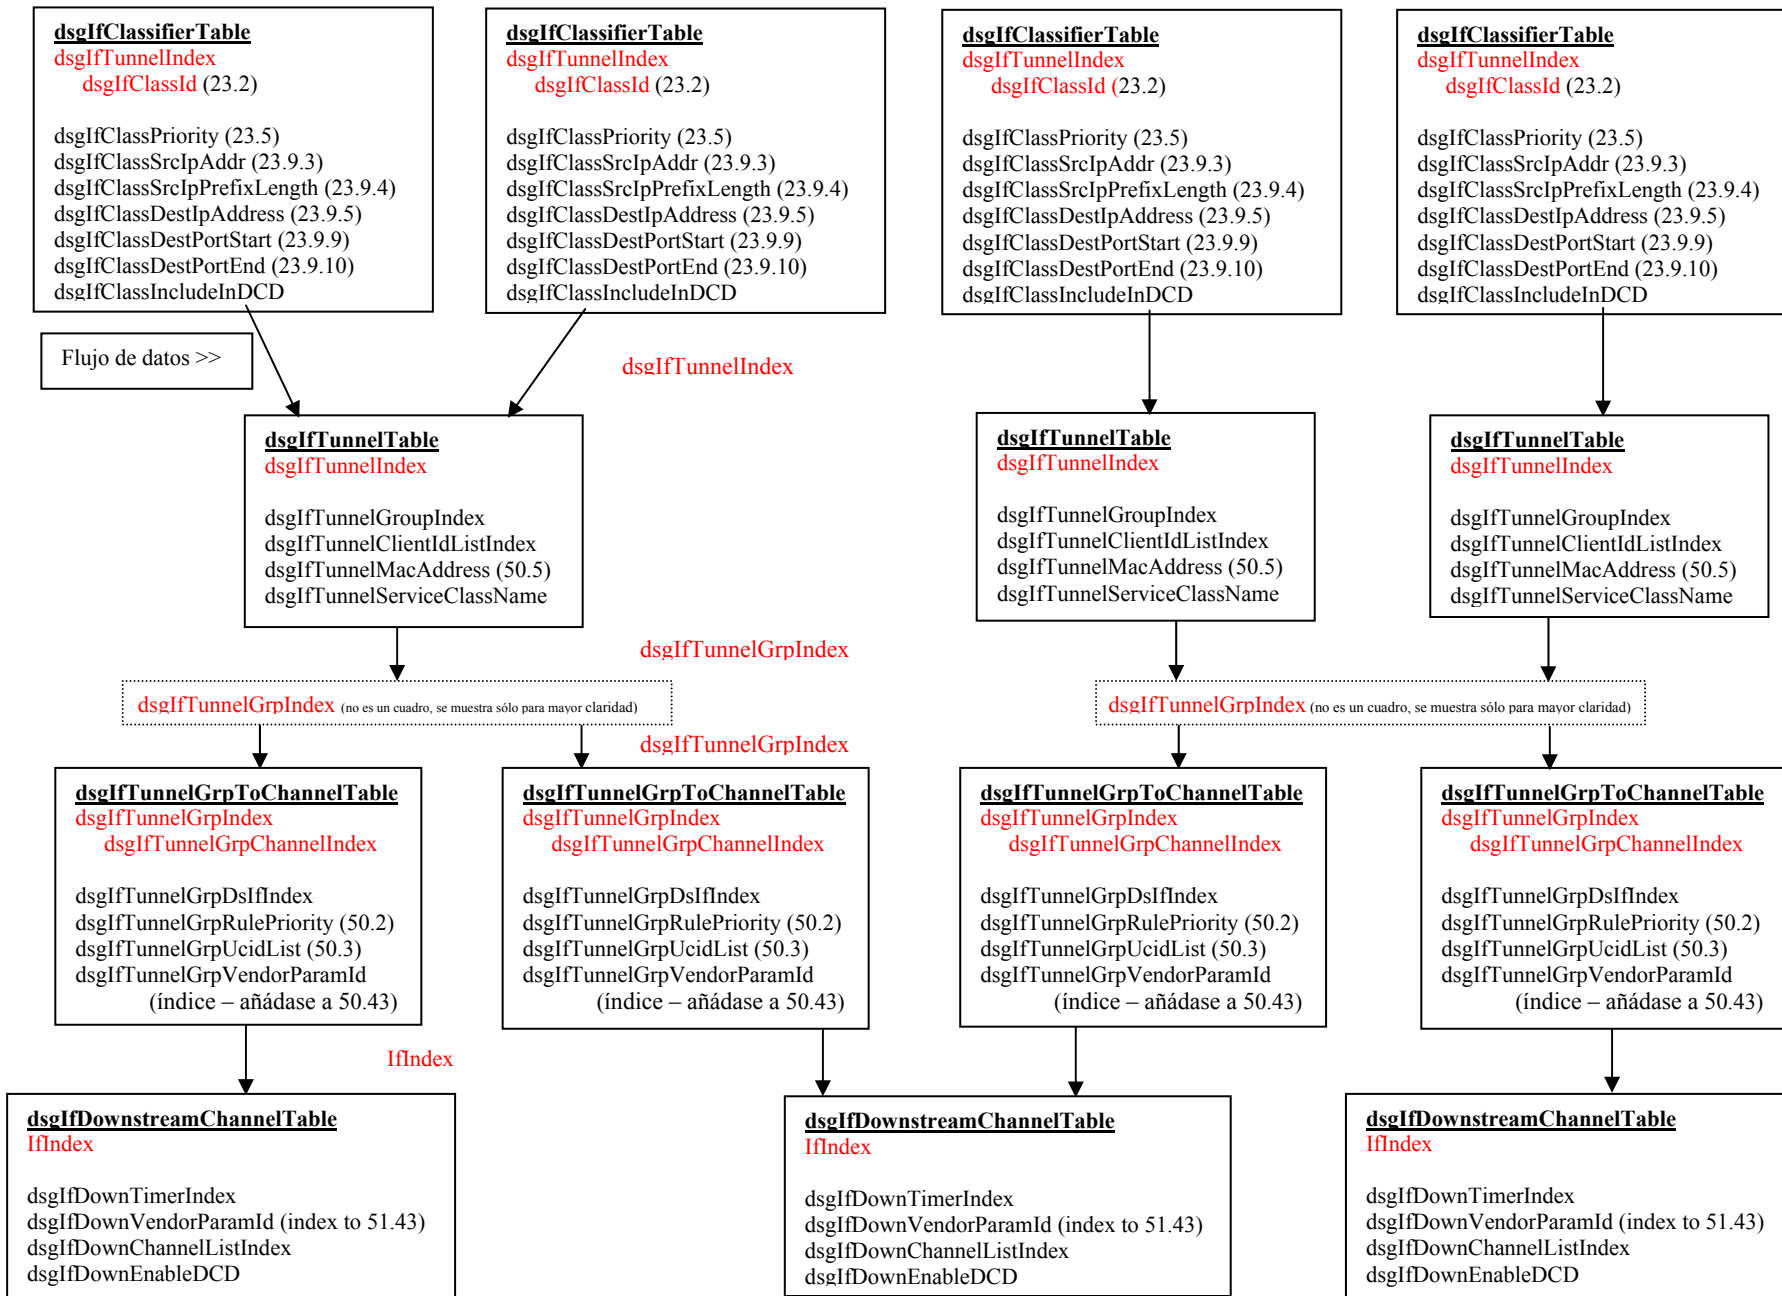 dsgIfClassifierTable
dsgIfTunnelIndex
dsgIfClassId (23.2)
dsgIfClassPriority (23.5)
dsgIfClassSrcIpAddr (23.9.3)
dsgIfClassSrcIpPrefixLength (23.9.4)
dsgIfClassDestIpAddress (23.9.5)
dsgIfClassDestPortStart (23.9.9)
dsgIfClassDestPortEnd (23.9.10)
dsgIfClassIncludeInDCD
dsgIfClassifierTable
dsgIfTunnelIndex
dsgIfClassId (23.2)
dsgIfClassPriority (23.5)
dsgIfClassSrcIpAddr (23.9.3)
dsgIfClassSrcIpPrefixLength (23.9.4)
dsgIfClassDestIpAddress (23.9.5)
dsgIfClassDestPortStart (23.9.9)
dsgIfClassDestPortEnd (23.9.10)
dsgIfClassIncludeInDCD
dsgIfClassifierTable
dsgIfTunnelIndex
dsgIfClassId (23.2)
dsgIfClassPriority (23.5)
dsgIfClassSrcIpAddr (23.9.3)
dsgIfClassSrcIpPrefixLength (23.9.4)
dsgIfClassDestIpAddress (23.9.5)
dsgIfClassDestPortStart (23.9.9)
dsgIfClassDestPortEnd (23.9.10)
dsgIfClassIncludeInDCD
dsgIfClassifierTable
dsgIfTunnelIndex
dsgIfClassId (23.2)
dsgIfClassPriority (23.5)
dsgIfClassSrcIpAddr (23.9.3)
dsgIfClassSrcIpPrefixLength (23.9.4)
dsgIfClassDestIpAddress (23.9.5)
dsgIfClassDestPortStart (23.9.9)
dsgIfClassDestPortEnd (23.9.10)
dsgIfClassIncludeInDCD
Flujo de datos >>
dsgIfTunnelIndex
dsgIfTunnelTable
dsgIfTunnelIndex
dsgIfTunnelGroupIndex
dsgIfTunnelClientIdListIndex
dsgIfTunnelMacAddress (50.5)
dsgIfTunnelServiceClassName
dsgIfTunnelTable
dsgIfTunnelIndex
dsgIfTunnelGroupIndex
dsgIfTunnelClientIdListIndex
dsgIfTunnelMacAddress (50.5)
dsgIfTunnelServiceClassName
dsgIfTunnelTable
dsgIfTunnelIndex
dsgIfTunnelGroupIndex
dsgIfTunnelClientIdListIndex
dsgIfTunnelMacAddress (50.5)
dsgIfTunnelServiceClassName
dsgIfTunnelGrpIndex
dsgIfTunnelGrpIndex (no es un cuadro, se muestra sólo para mayor claridad)
dsgIfTunnelGrpIndex (no es un cuadro, se muestra sólo para mayor claridad)
dsgIfTunnelGrpIndex
dsgIfTunnelGrpToChannelTable
dsgIfTunnelGrpIndex
dsgIfTunnelGrpChannelIndex
dsgIfTunnelGrpDsIfIndex
dsgIfTunnelGrpRulePriority (50.2)
dsgIfTunnelGrpUcidList (50.3)
dsgIfTunnelGrpVendorParamId
(índice – añádase a 50.43)
dsgIfTunnelGrpToChannelTable
dsgIfTunnelGrpIndex
dsgIfTunnelGrpChannelIndex
dsgIfTunnelGrpDsIfIndex
dsgIfTunnelGrpRulePriority (50.2)
dsgIfTunnelGrpUcidList (50.3)
dsgIfTunnelGrpVendorParamId
(índice – añádase a 50.43)
dsgIfTunnelGrpToChannelTable
dsgIfTunnelGrpIndex
dsgIfTunnelGrpChannelIndex
dsgIfTunnelGrpDsIfIndex
dsgIfTunnelGrpRulePriority (50.2)
dsgIfTunnelGrpUcidList (50.3)
dsgIfTunnelGrpVendorParamId
(índice – añádase a 50.43)
dsgIfTunnelGrpToChannelTable
dsgIfTunnelGrpIndex
dsgIfTunnelGrpChannelIndex
dsgIfTunnelGrpDsIfIndex
dsgIfTunnelGrpRulePriority (50.2)
dsgIfTunnelGrpUcidList (50.3)
dsgIfTunnelGrpVendorParamId
(índice – añádase a 50.43)
IfIndex
dsgIfDownstreamChannelTable
IfIndex
dsgIfDownTimerIndex
dsgIfDownVendorParamId (index to 51.43)
dsgIfDownChannelListIndex
dsgIfDownEnableDCD
dsgIfDownstreamChannelTable
IfIndex
dsgIfDownTimerIndex
dsgIfDownVendorParamId (index to 51.43)
dsgIfDownChannelListIndex
dsgIfDownEnableDCD
dsgIfDownstreamChannelTable
IfIndex
dsgIfDownTimerIndex
dsgIfDownVendorParamId (index to 51.43)
dsgIfDownChannelListIndex
dsgIfDownEnableDCD